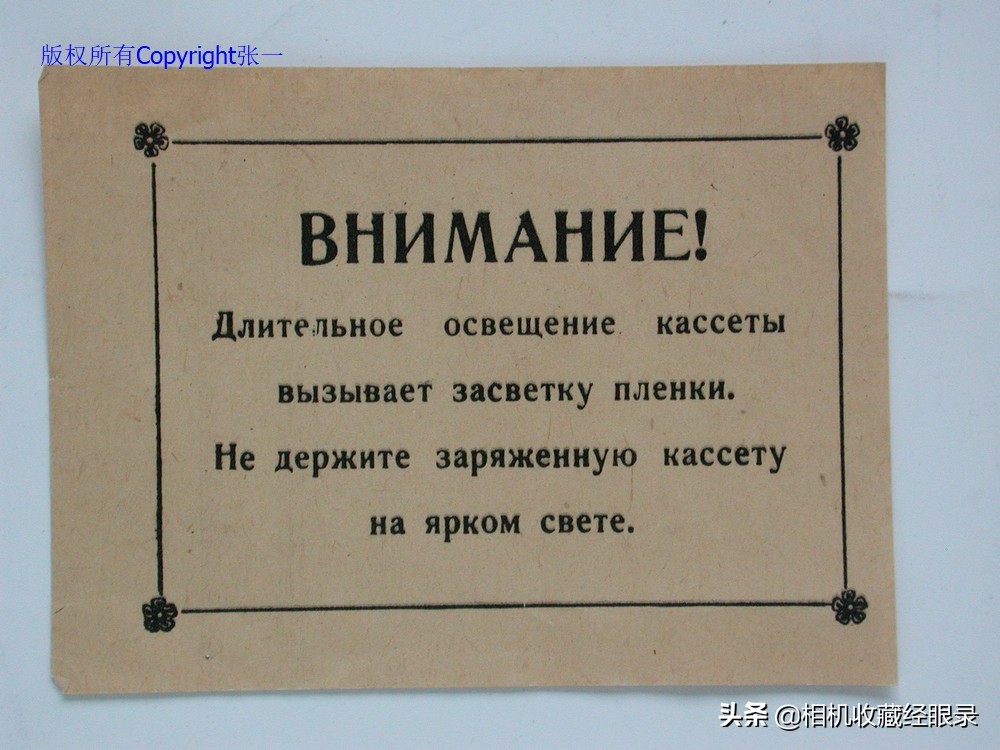 版权所有Copyright张一
ВНИМАНИЕ!
Длительное освещение кассеты
вызывает засветку пленки.
Не держите заряженную кассету
на ярком свете.
头条 @相机收藏经眼录